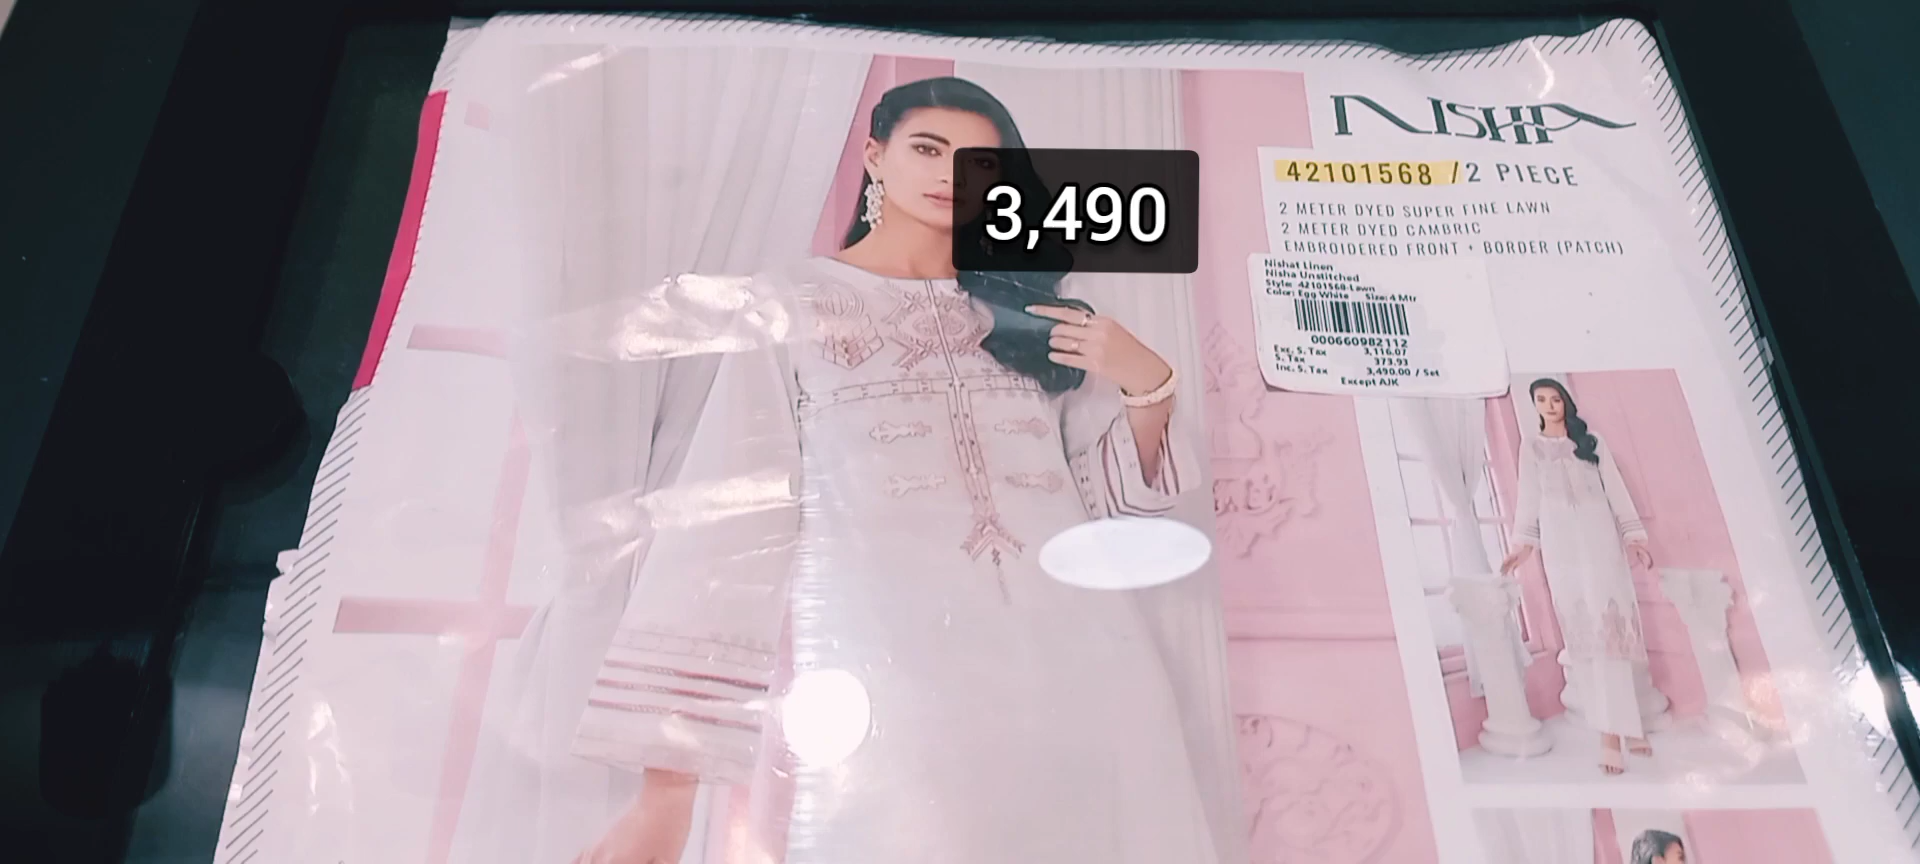 NISHA
42101568 / 2 PIECE
2 METER DYED SUPER FINE LAWN
2 METER DYED CAMBRIC
EMBROIDERED FRONT + BORDER (PATCH)
3,490
Nishat Linen
Nisha Unstitched
Style: 42101568-Lawn
Color: Egg White Size: 4 Mtr
000660982112
Exc. S. Tax 3,116.07
S. Tax 373.93
Inc. S. Tax 3,490.00 / Set
Except AJK